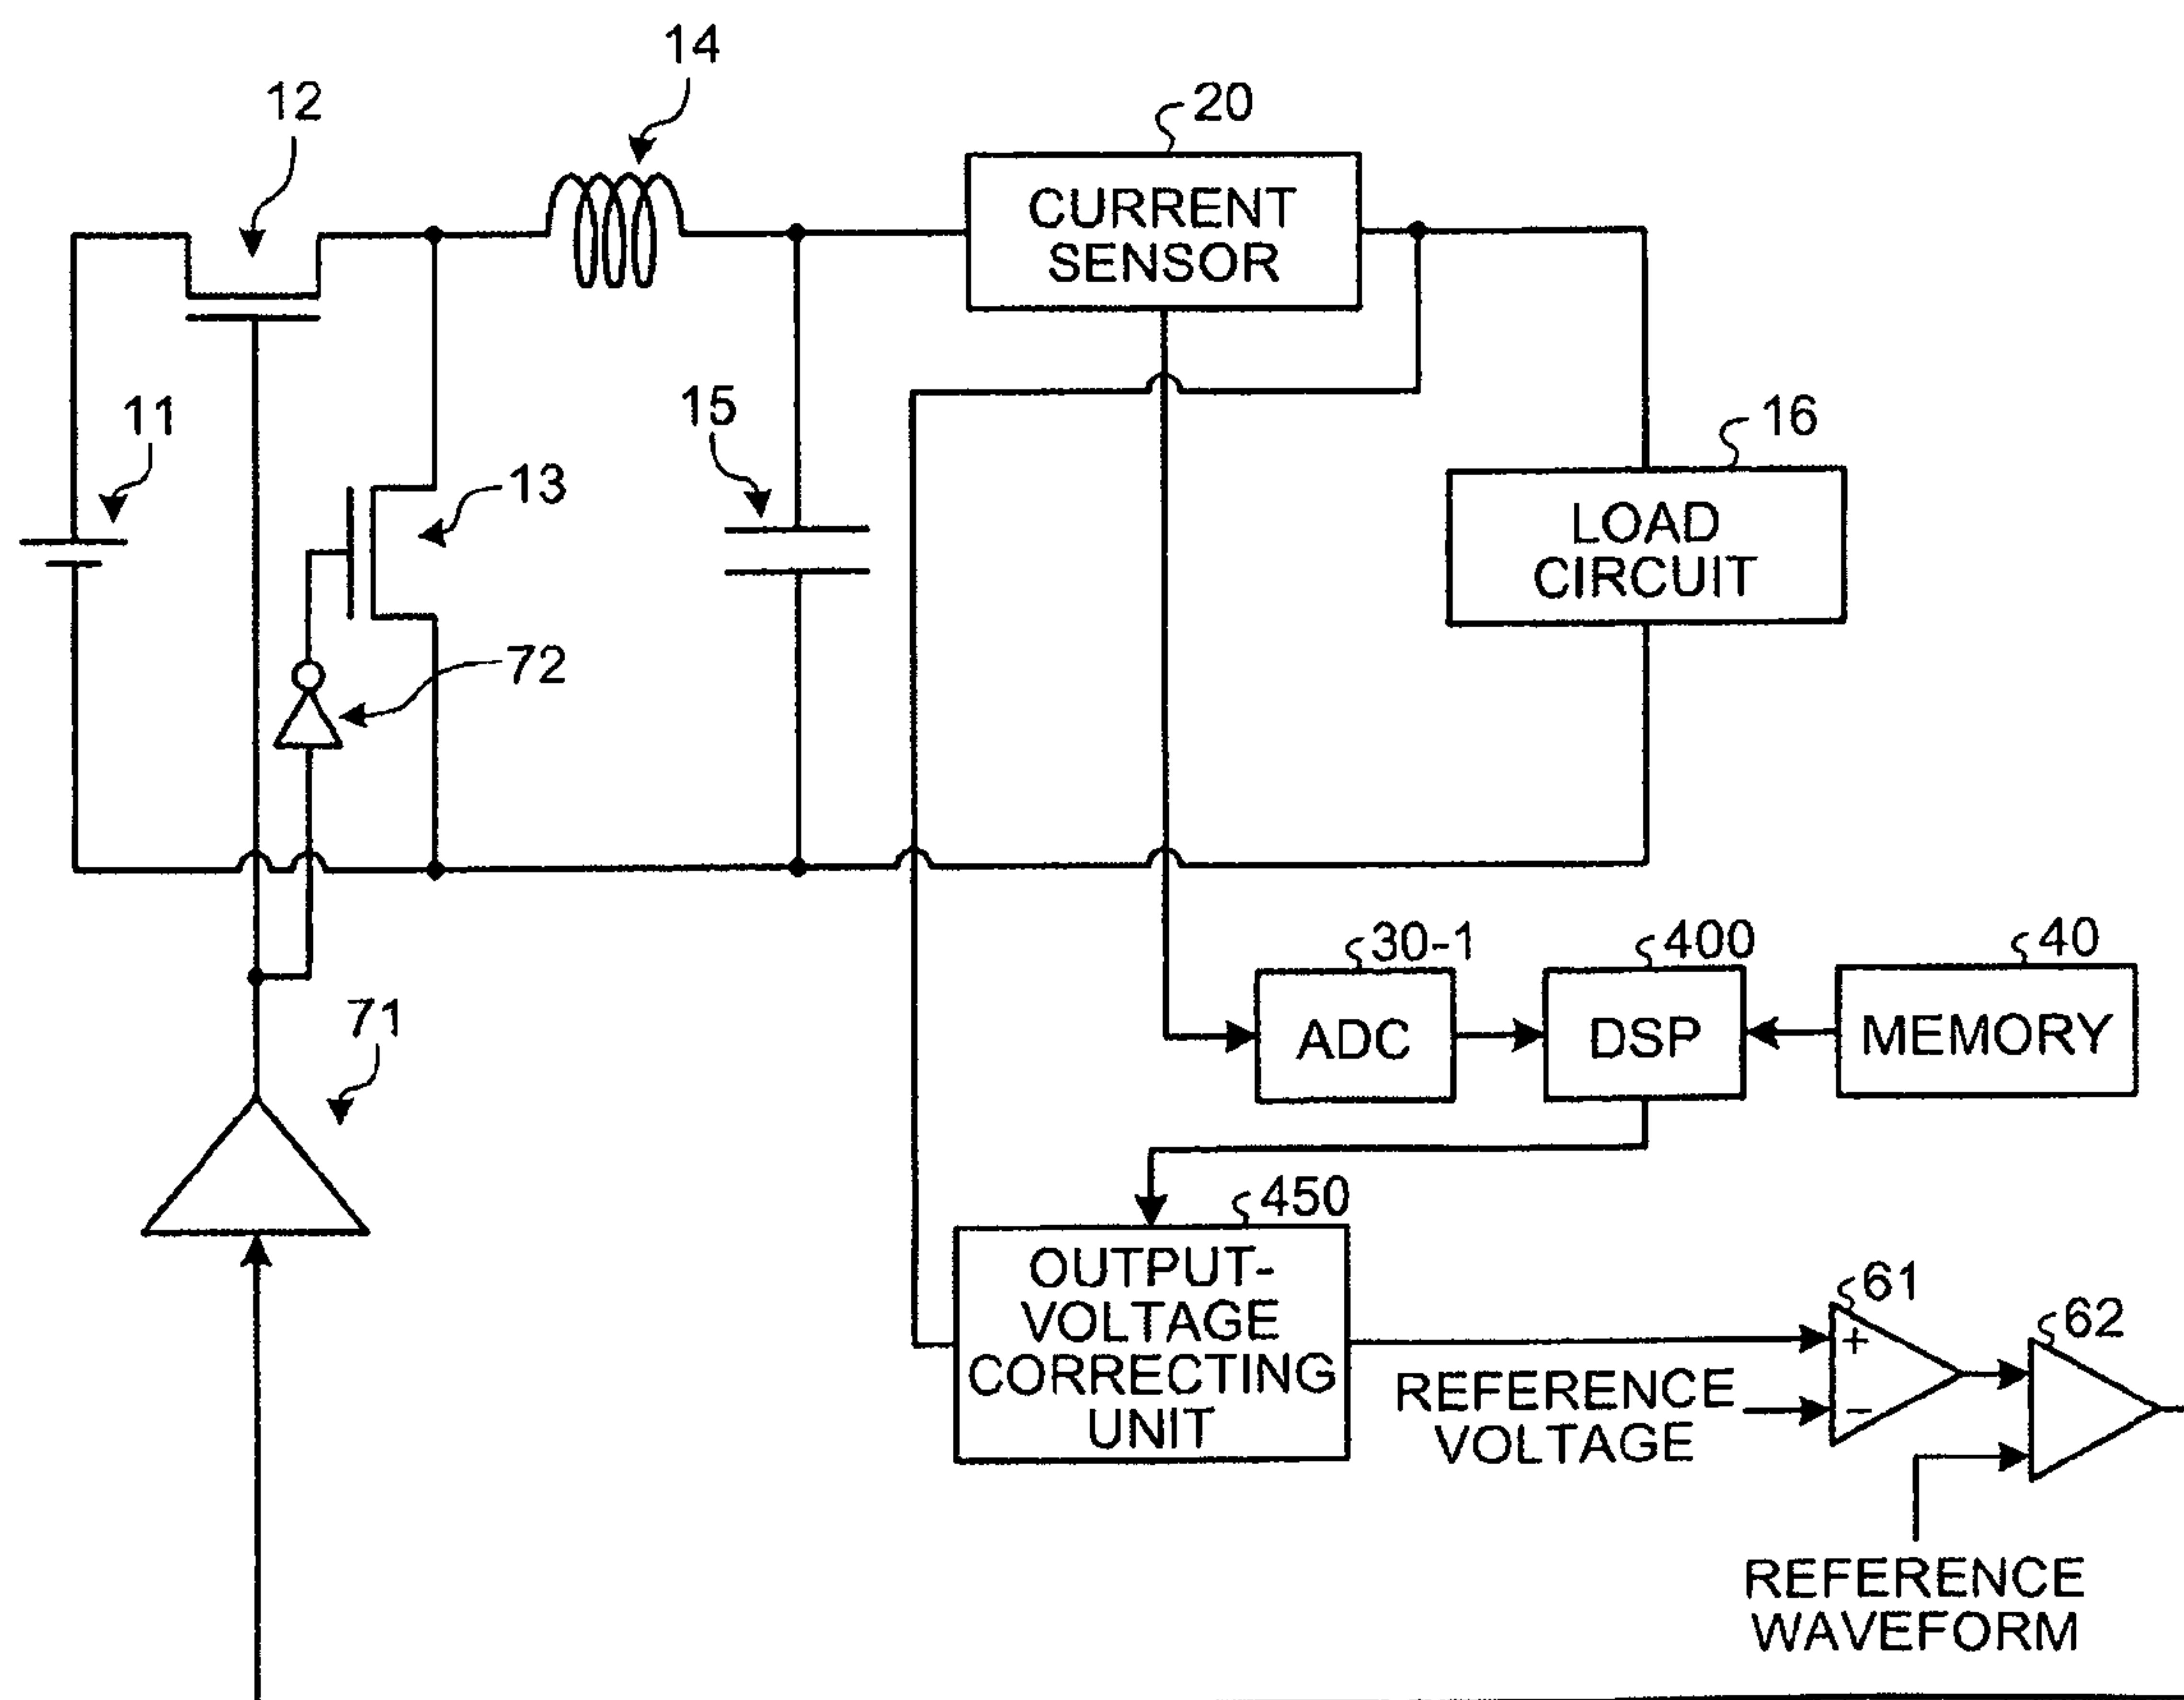 14
12
20
CURRENT
SENSOR
11
15
16
13
LOAD
CIRCUIT
72
30-1
400
40
71
ADC
DSP
MEMORY
450
OUTPUT-
VOLTAGE
CORRECTING
UNIT
61
62
+
−
REFERENCE
VOLTAGE
REFERENCE
WAVEFORM